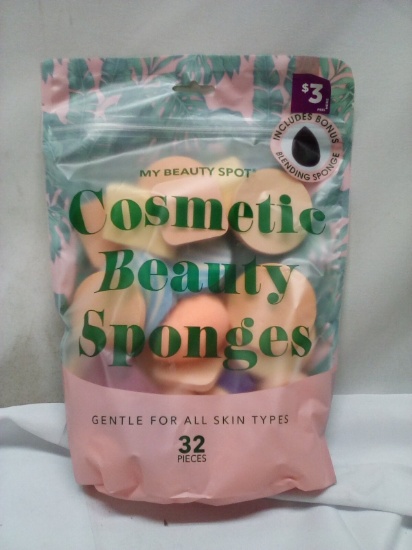 $3
INCLUDES BONUS
BLENDING SPONGE
MY BEAUTY SPOT®
Cosmetic
Beauty
Sponges
GENTLE FOR ALL SKIN TYPES
32
PIECES